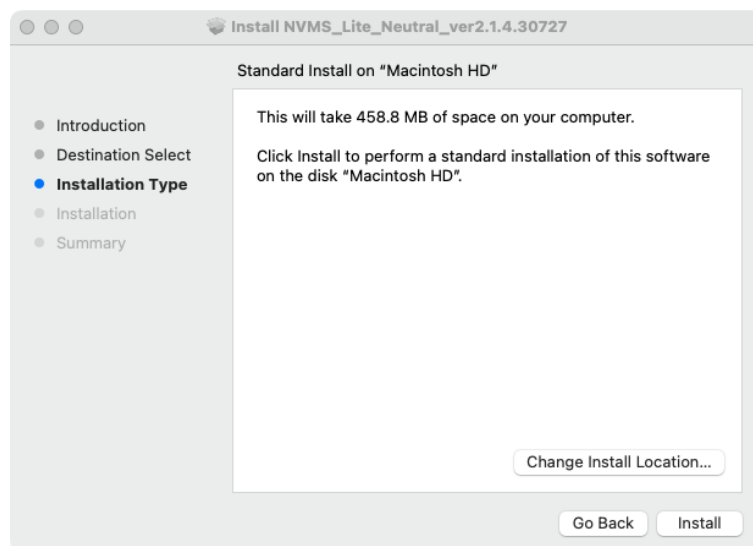 Install NVMS_Lite_Neutral_ver2.1.4.30727
Standard Install on “Macintosh HD”
Introduction
Destination Select
Installation Type
Installation
Summary
This will take 458.8 MB of space on your computer.
Click Install to perform a standard installation of this software
on the disk “Macintosh HD”.
Change Install Location...
Go Back
Install